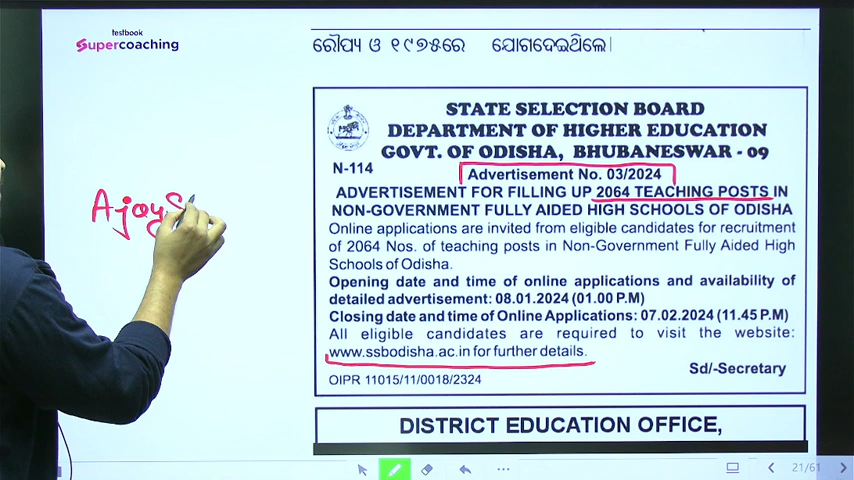 testbook
Supercoaching
ରୌପ୍ୟ ଓ ୧୯୭୫ରେ ଯୋଗଦେଇଥିଲେ।
STATE SELECTION BOARD
DEPARTMENT OF HIGHER EDUCATION
GOVT. OF ODISHA, BHUBANESWAR - 09
N-114
Advertisement No. 03/2024
ADVERTISEMENT FOR FILLING UP 2064 TEACHING POSTS IN
NON-GOVERNMENT FULLY AIDED HIGH SCHOOLS OF ODISHA
Online applications are invited from eligible candidates for recruitment
of 2064 Nos. of teaching posts in Non-Government Fully Aided High
Schools of Odisha.
Opening date and time of online applications and availability of
detailed advertisement: 08.01.2024 (01.00 P.M)
Closing date and time of Online Applications: 07.02.2024 (11.45 P.M)
All eligible candidates are required to visit the website:
www.ssbodisha.ac.in for further details.
Sd/-Secretary
OIPR 11015/11/0018/2324
DISTRICT EDUCATION OFFICE,
AjayS
21/61